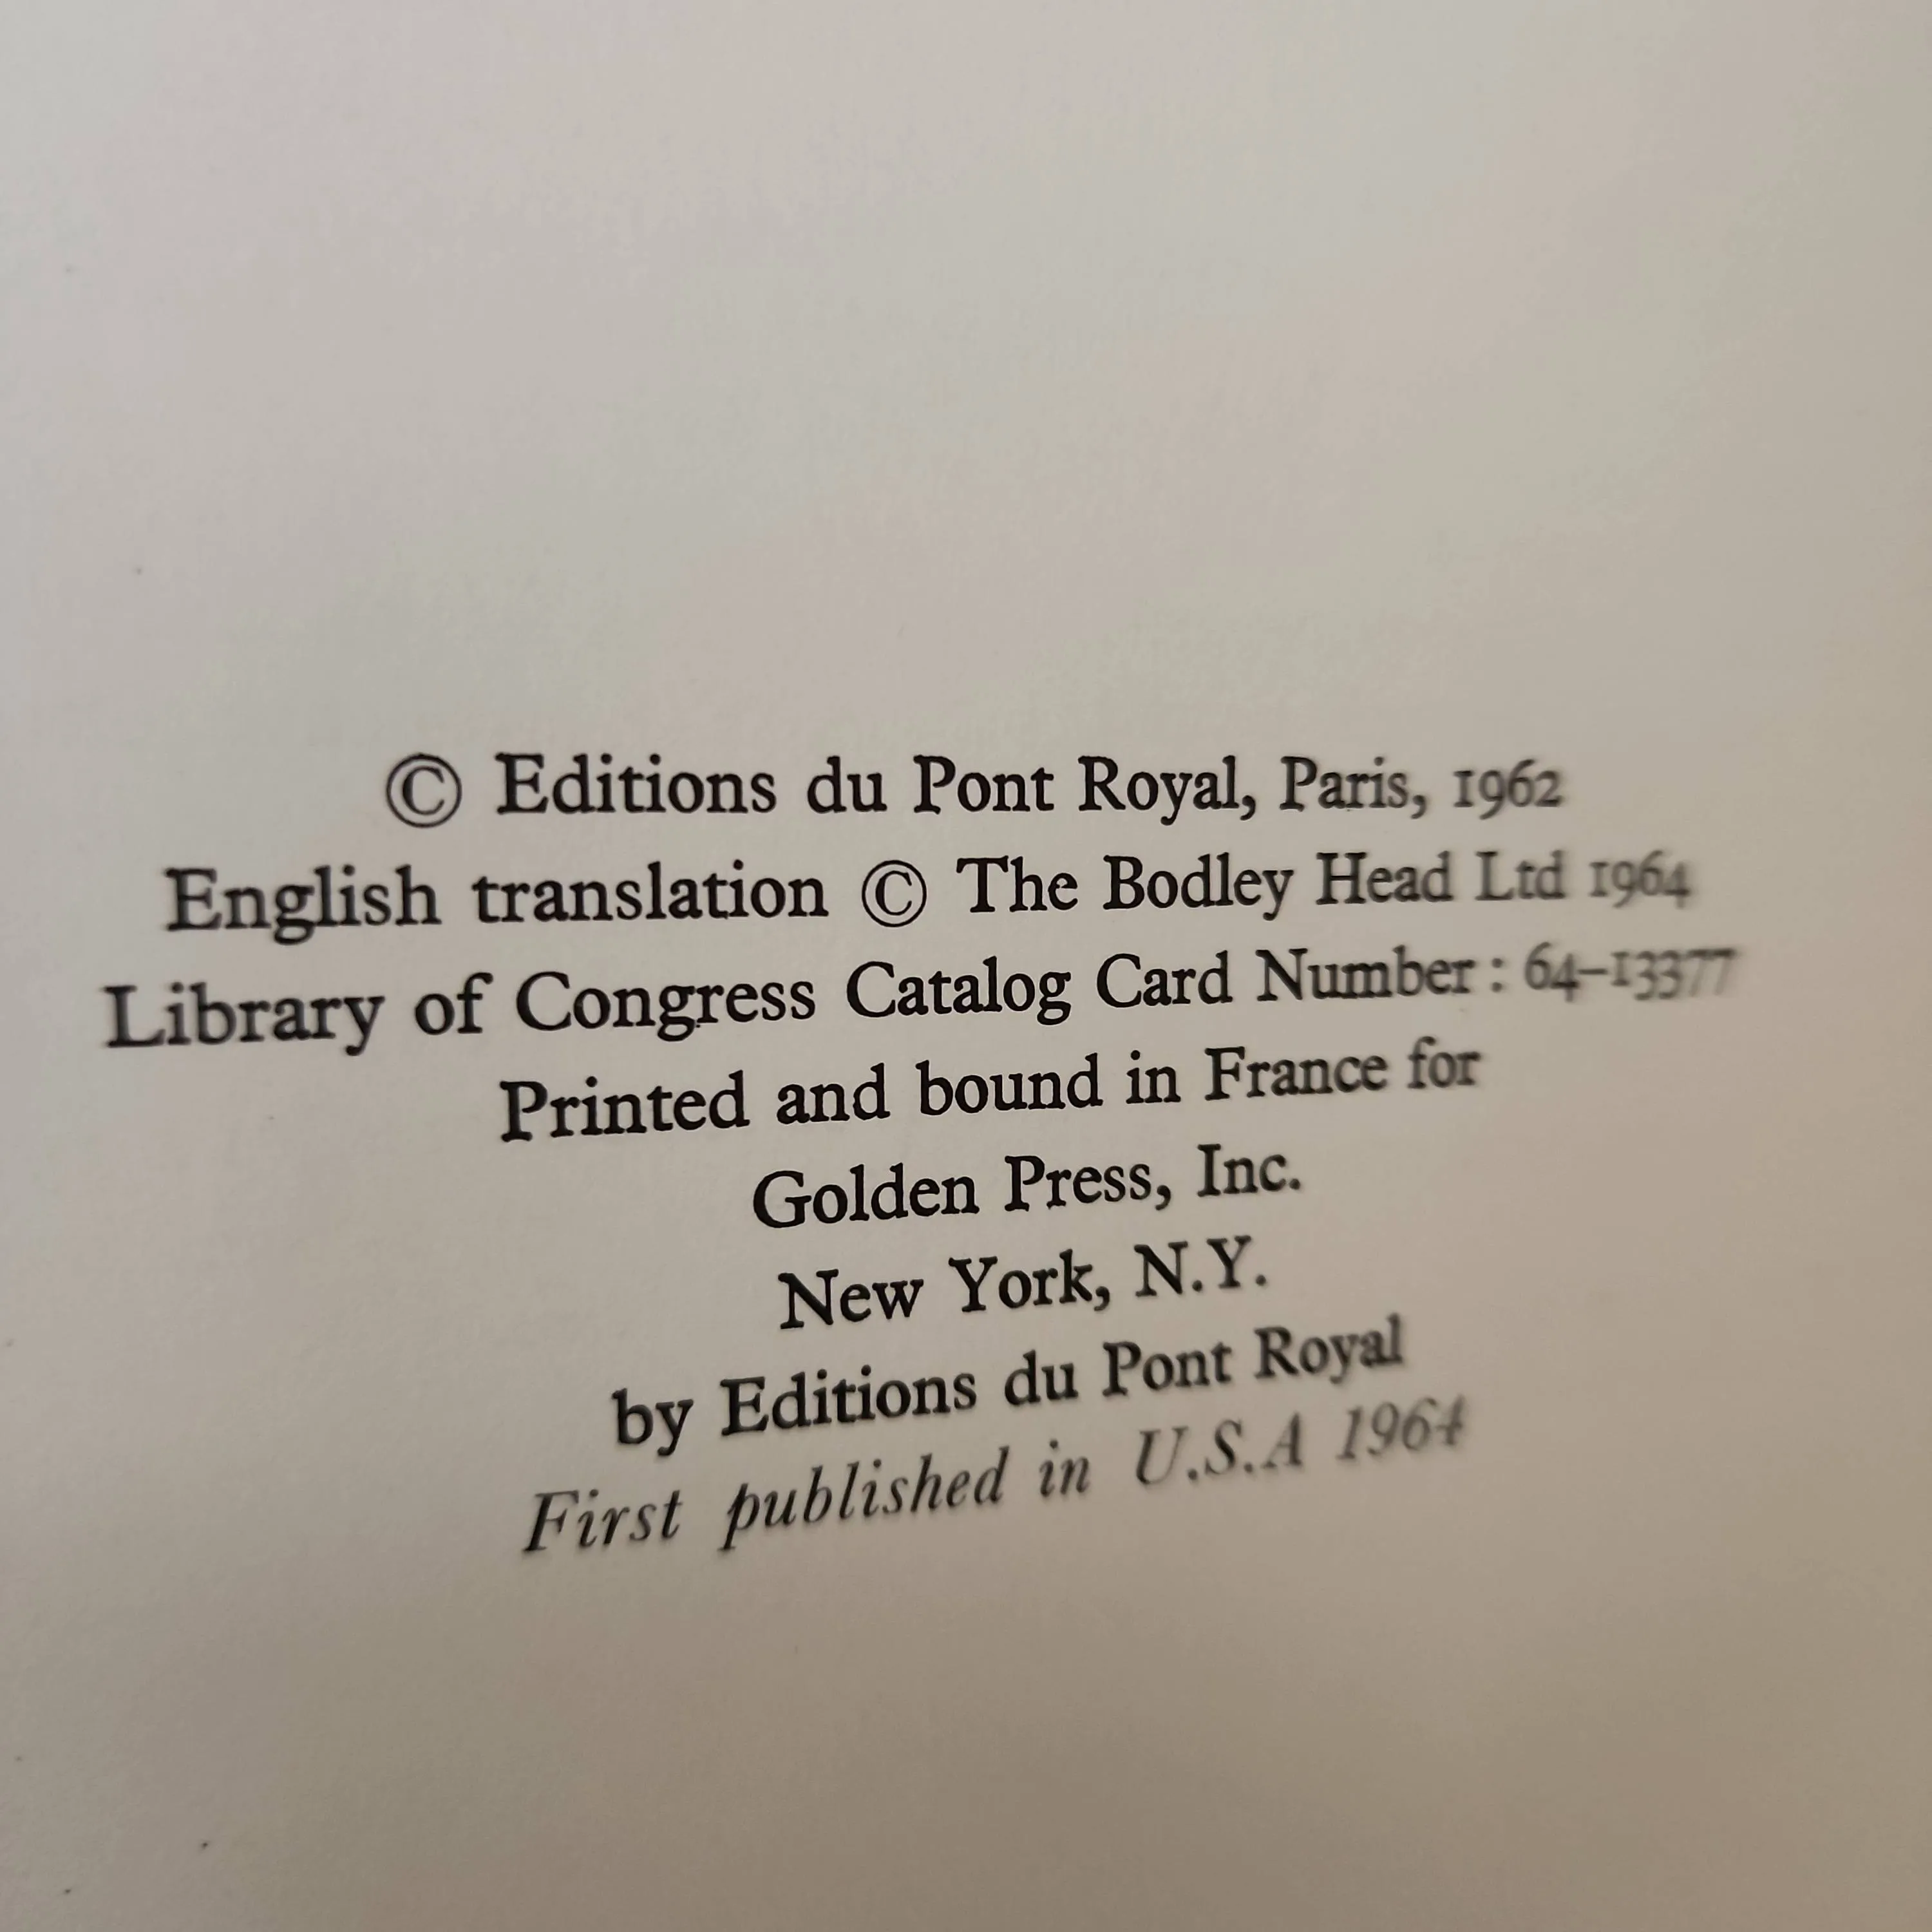 © Editions du Pont Royal, Paris, 1962
English translation © The Bodley Head Ltd 1964
Library of Congress Catalog Card Number: 64–13377
Printed and bound in France for
Golden Press, Inc.
New York, N.Y.
by Editions du Pont Royal
First published in U.S.A 1964